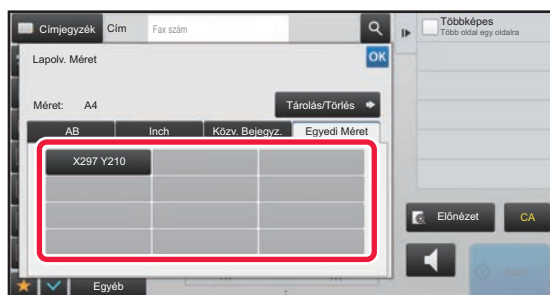 Címjegyzék Cím Fax szám
Többképes
Több oldal egy oldalra
Lapolv. Méret
OK
Méret: A4
Tárolás/Törlés
AB Inch Közv. Bejegyz. Egyedi Méret
X297 Y210
Előnézet CA
Egyéb